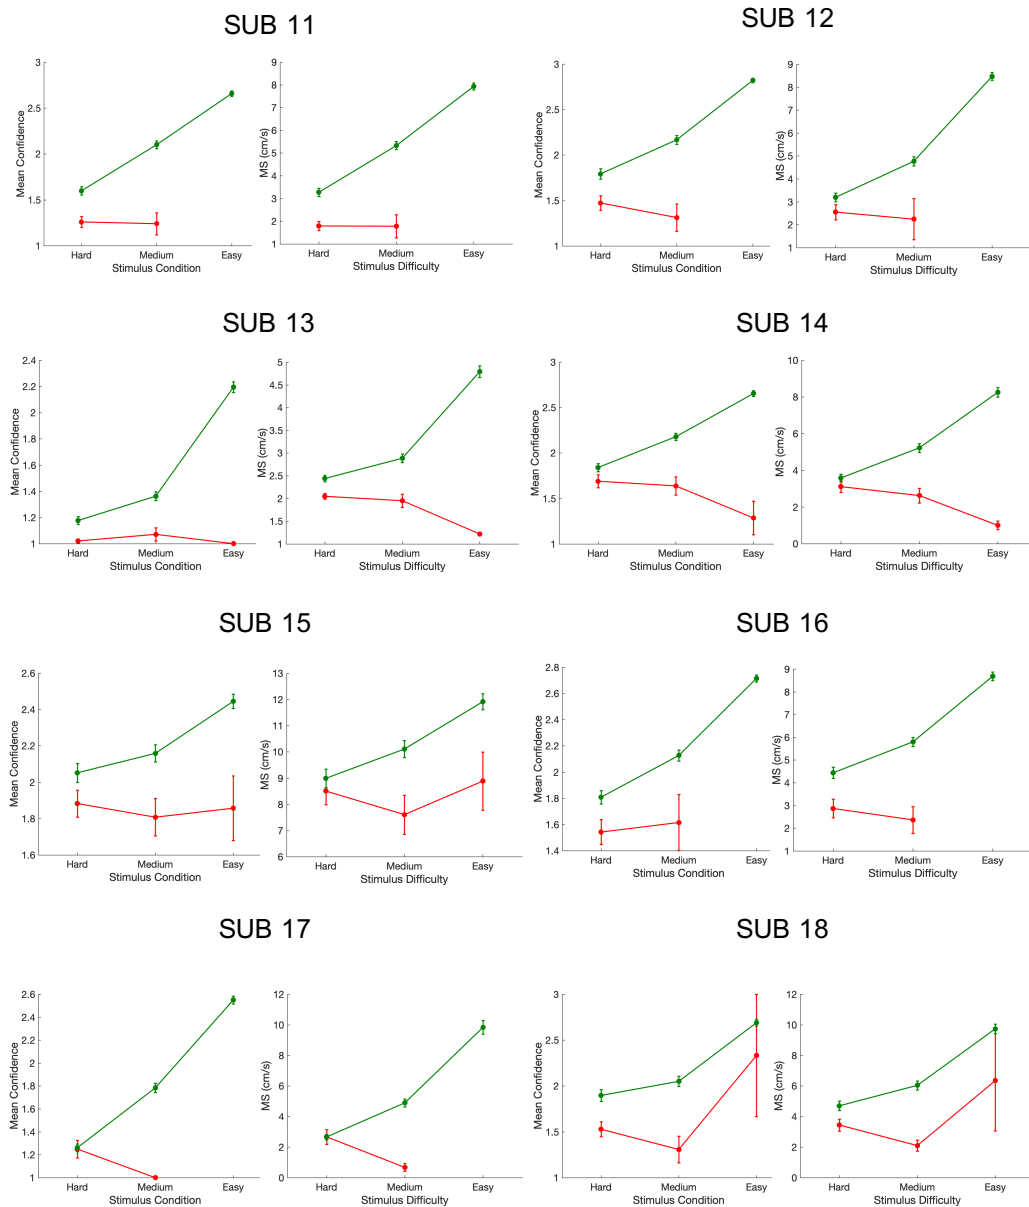 SUB 11
3
2.5
2
1.5
1
Mean Confidence
Hard Medium Easy
Stimulus Condition
9
8
7
6
5
4
3
2
1
MS (cm/s)
Hard Medium Easy
Stimulus Difficulty
SUB 12
3
2.5
2
1.5
1
Mean Confidence
Hard Medium Easy
Stimulus Condition
9
8
7
6
5
4
3
2
1
MS (cm/s)
Hard Medium Easy
Stimulus Difficulty
SUB 13
2.4
2.2
2
1.8
1.6
1.4
1.2
1
Mean Confidence
Hard Medium Easy
Stimulus Condition
5
4.5
4
3.5
3
2.5
2
1.5
1
MS (cm/s)
Hard Medium Easy
Stimulus Difficulty
SUB 14
3
2.5
2
1.5
1
Mean Confidence
Hard Medium Easy
Stimulus Condition
10
8
6
4
2
0
MS (cm/s)
Hard Medium Easy
Stimulus Difficulty
SUB 15
2.6
2.4
2.2
2
1.8
1.6
Mean Confidence
Hard Medium Easy
Stimulus Condition
13
12
11
10
9
8
7
6
MS (cm/s)
Hard Medium Easy
Stimulus Difficulty
SUB 16
2.8
2.6
2.4
2.2
2
1.8
1.6
1.4
Mean Confidence
Hard Medium Easy
Stimulus Condition
9
8
7
6
5
4
3
2
1
MS (cm/s)
Hard Medium Easy
Stimulus Difficulty
SUB 17
2.6
2.4
2.2
2
1.8
1.6
1.4
1.2
1
Mean Confidence
Hard Medium Easy
Stimulus Condition
12
10
8
6
4
2
0
MS (cm/s)
Hard Medium Easy
Stimulus Difficulty
SUB 18
3
2.5
2
1.5
1
Mean Confidence
Hard Medium Easy
Stimulus Condition
12
10
8
6
4
2
0
MS (cm/s)
Hard Medium Easy
Stimulus Difficulty